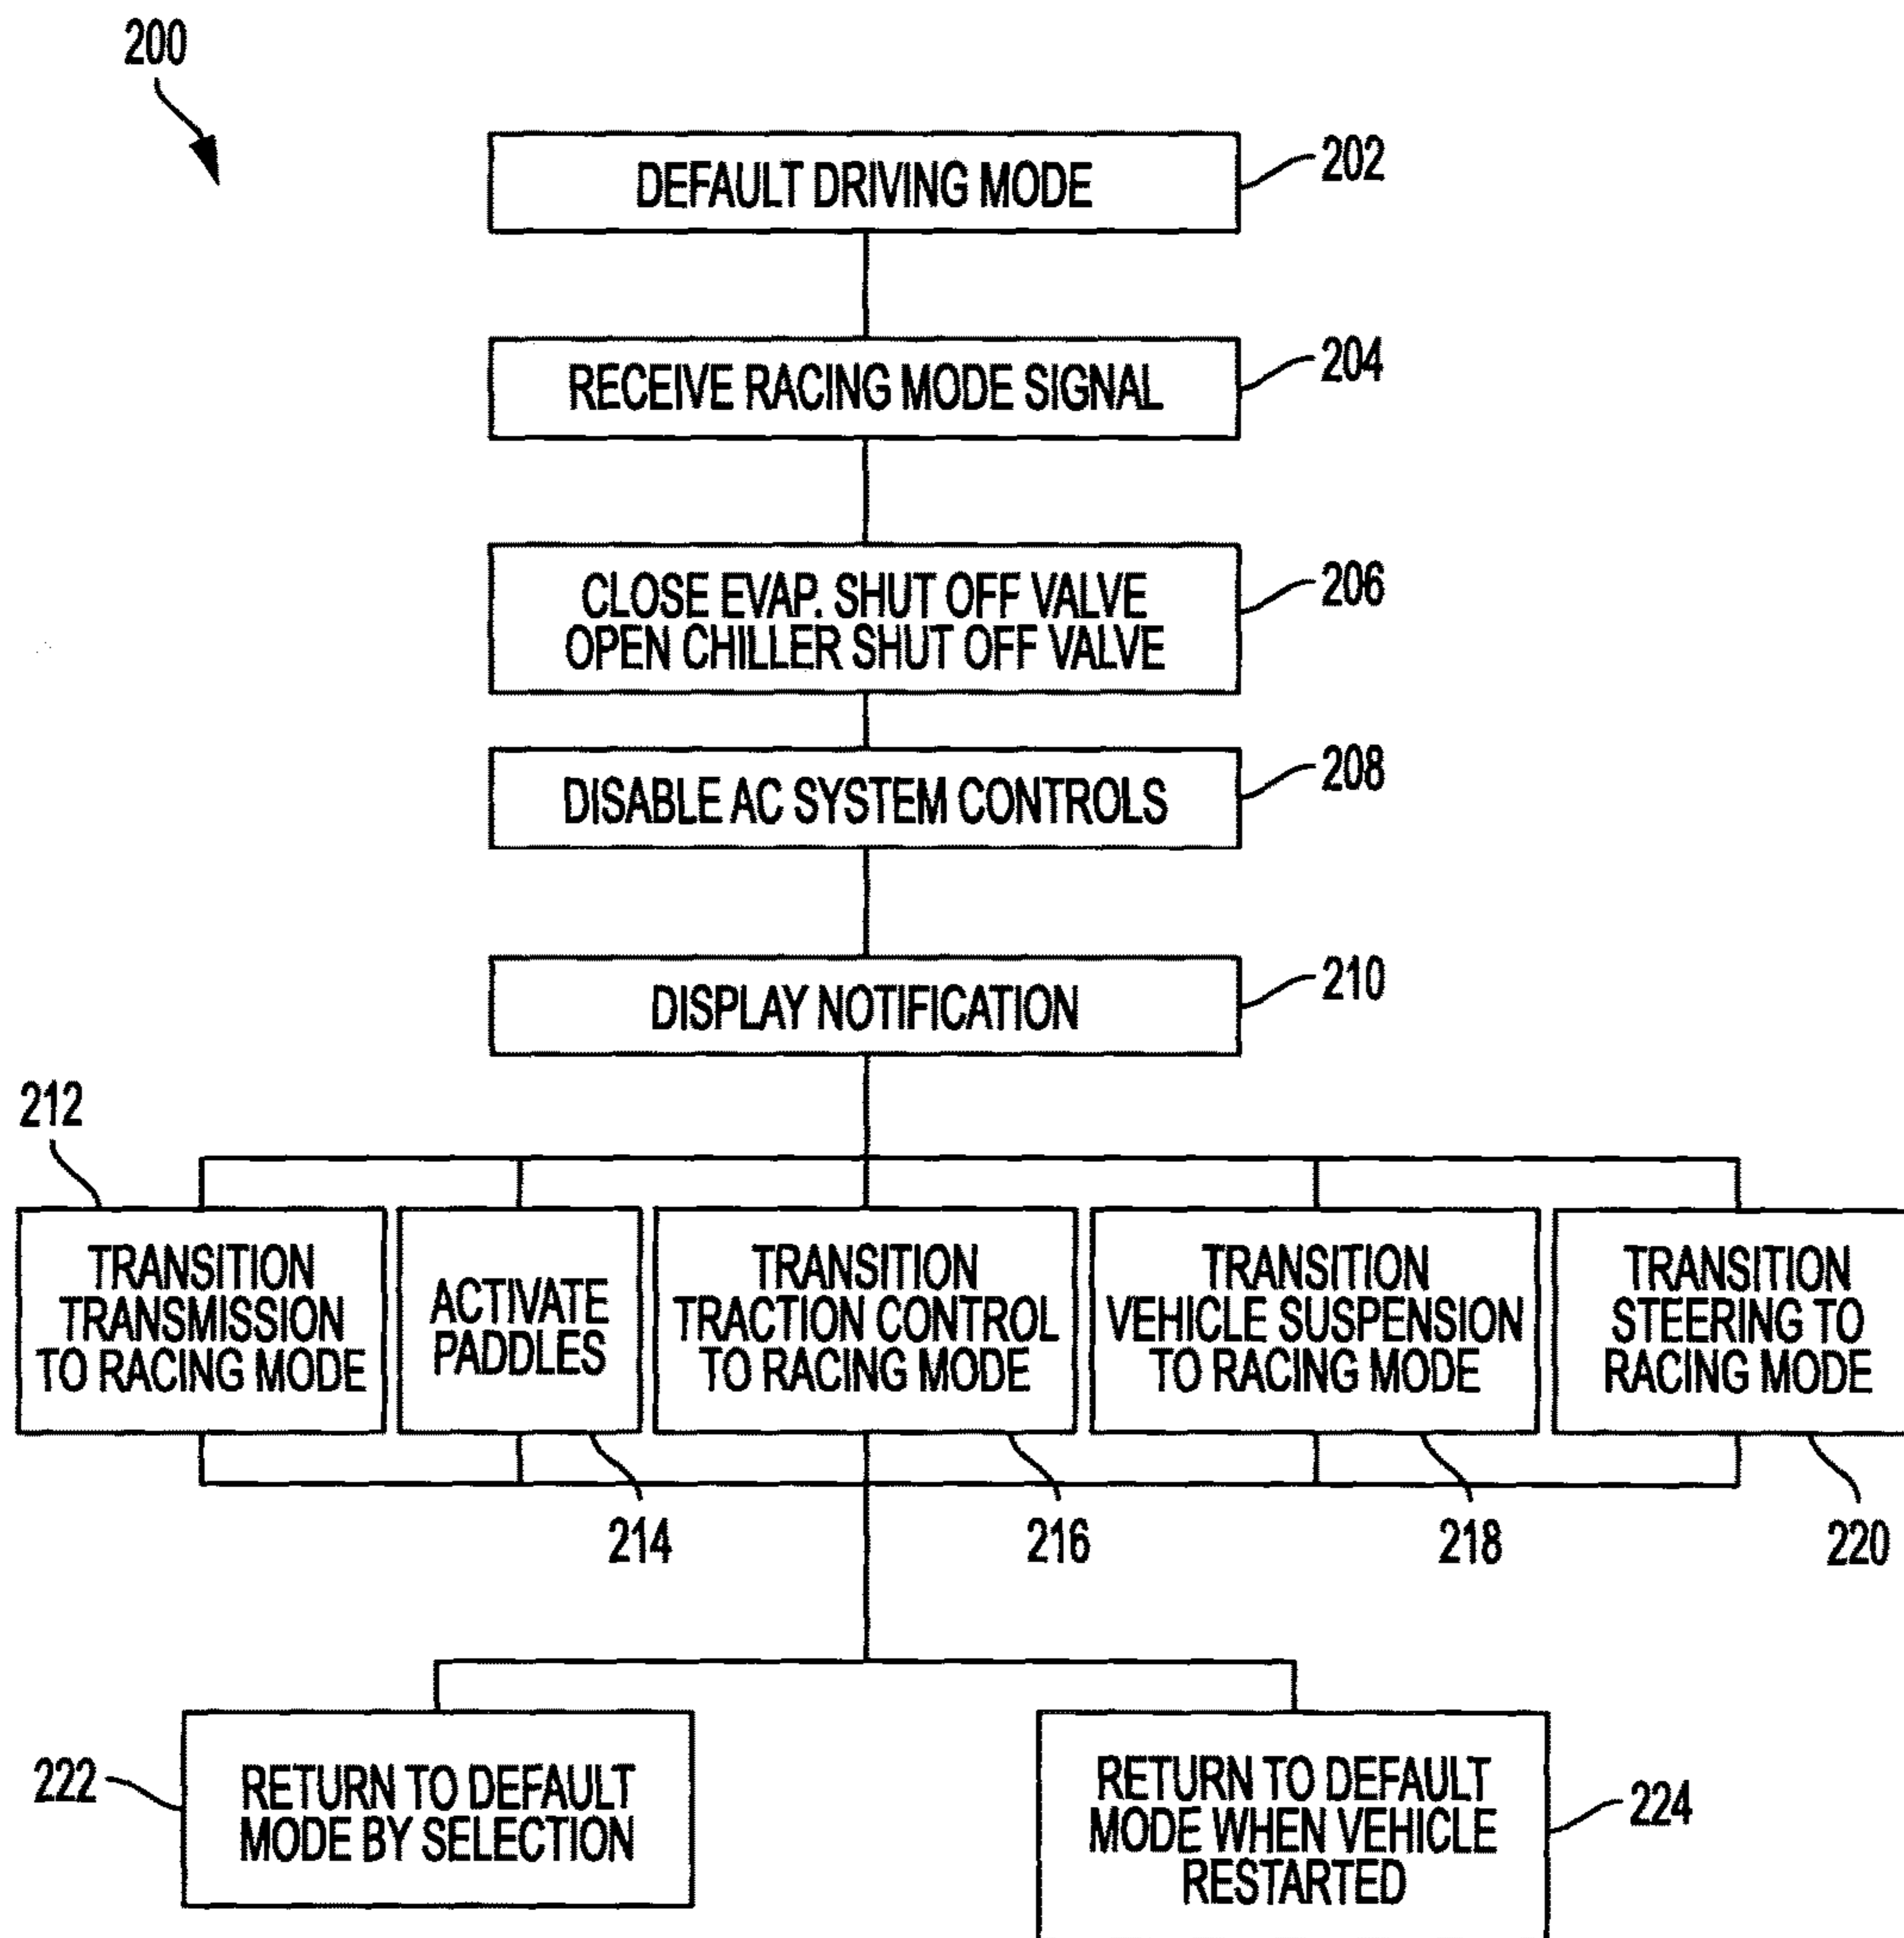 200
DEFAULT DRIVING MODE
202
RECEIVE RACING MODE SIGNAL
204
CLOSE EVAP. SHUT OFF VALVE
OPEN CHILLER SHUT OFF VALVE
206
DISABLE AC SYSTEM CONTROLS
208
DISPLAY NOTIFICATION
210
212
TRANSITION
TRANSMISSION
TO RACING MODE
ACTIVATE
PADDLES
TRANSITION
TRACTION CONTROL
TO RACING MODE
TRANSITION
VEHICLE SUSPENSION
TO RACING MODE
TRANSITION
STEERING TO
RACING MODE
214
216
218
220
222
RETURN TO DEFAULT
MODE BY SELECTION
RETURN TO DEFAULT
MODE WHEN VEHICLE
RESTARTED
224